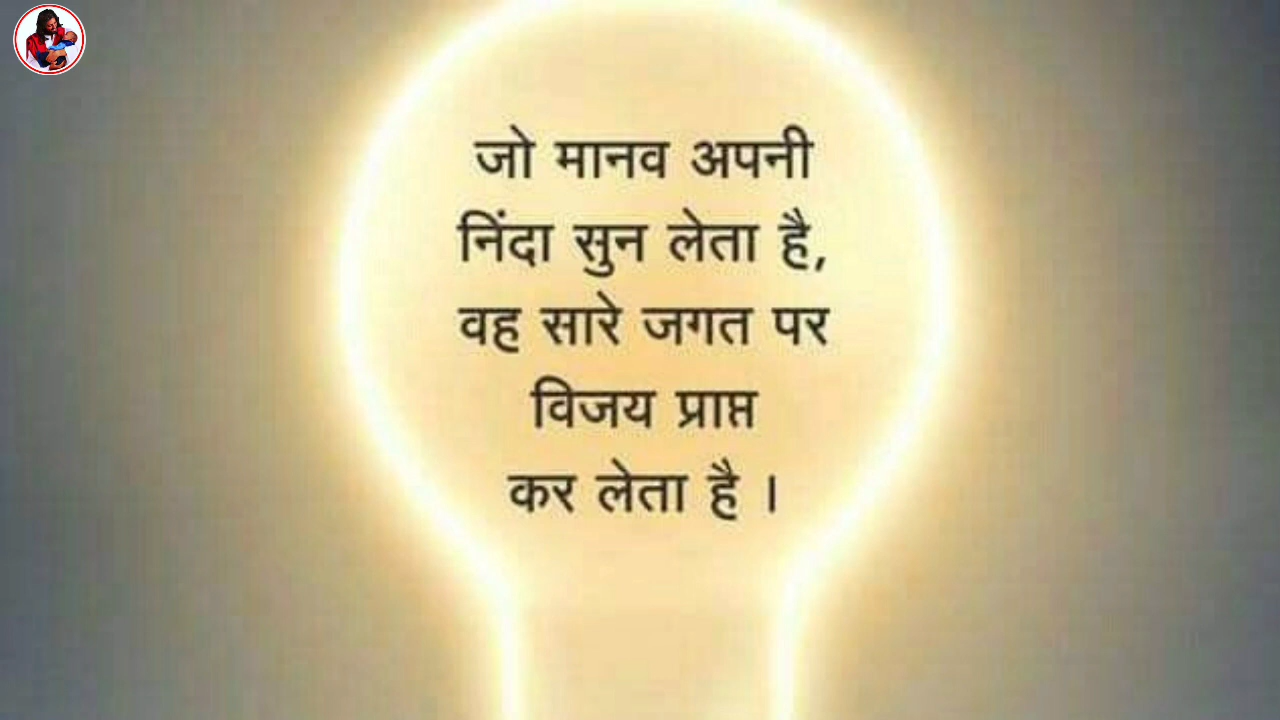 जो मानव अपनी
निंदा सुन लेता है,
वह सारे जगत पर
विजय प्राप्त
कर लेता है ।